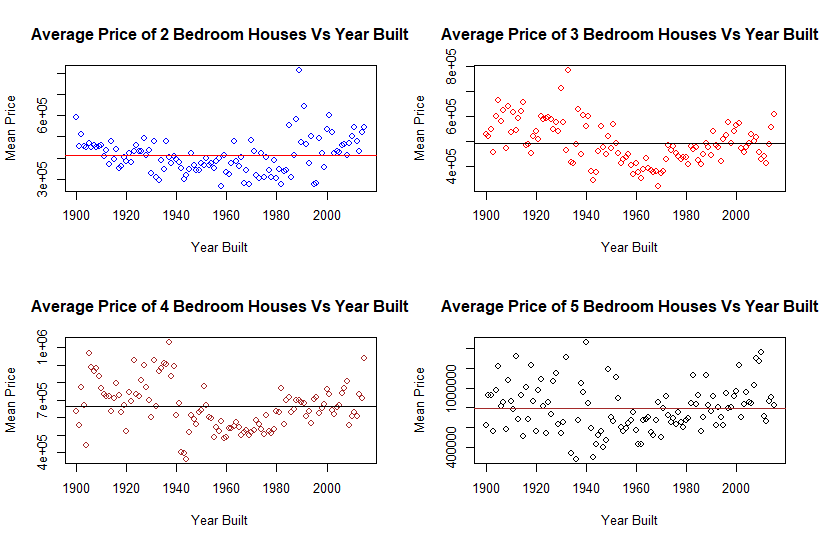 Average Price of 2 Bedroom Houses Vs Year Built
Mean Price
3e+05 6e+05
1900 1920 1940 1960 1980 2000
Year Built
Average Price of 3 Bedroom Houses Vs Year Built
Mean Price
4e+05 6e+05 8e+05
1900 1920 1940 1960 1980 2000
Year Built
Average Price of 4 Bedroom Houses Vs Year Built
Mean Price
4e+05 7e+05 1e+06
1900 1920 1940 1960 1980 2000
Year Built
Average Price of 5 Bedroom Houses Vs Year Built
Mean Price
400000 1000000
1900 1920 1940 1960 1980 2000
Year Built